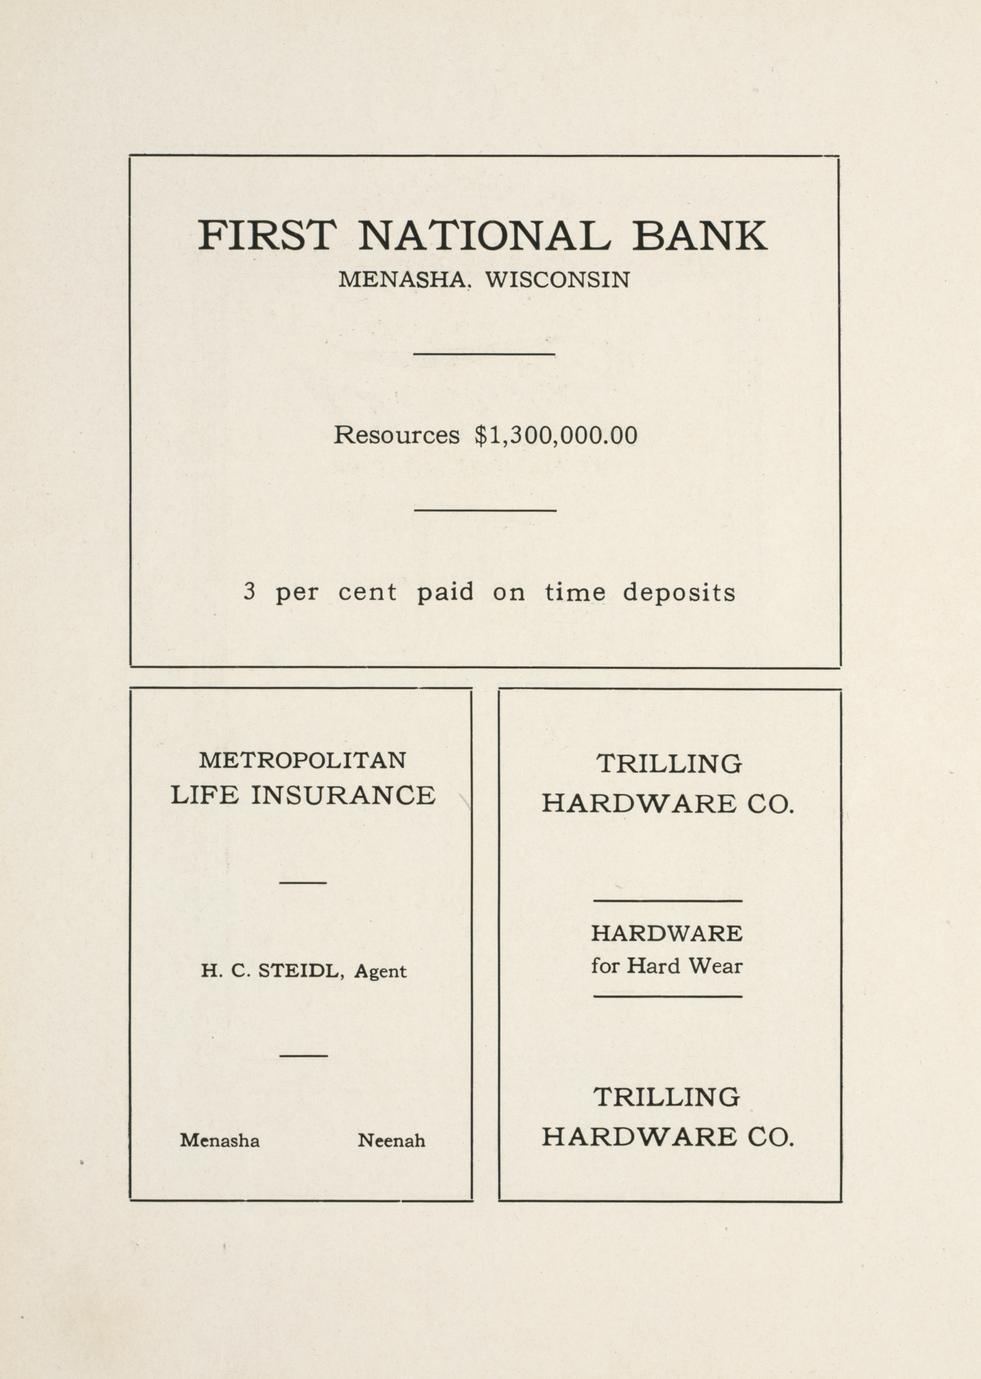 FIRST NATIONAL BANK
MENASHA. WISCONSIN
Resources $1,300,000.00
3 per cent paid on time deposits
METROPOLITAN
LIFE INSURANCE
H. C. STEIDL, Agent
Menasha Neenah
TRILLING
HARDWARE CO.
HARDWARE
for Hard Wear
TRILLING
HARDWARE CO.